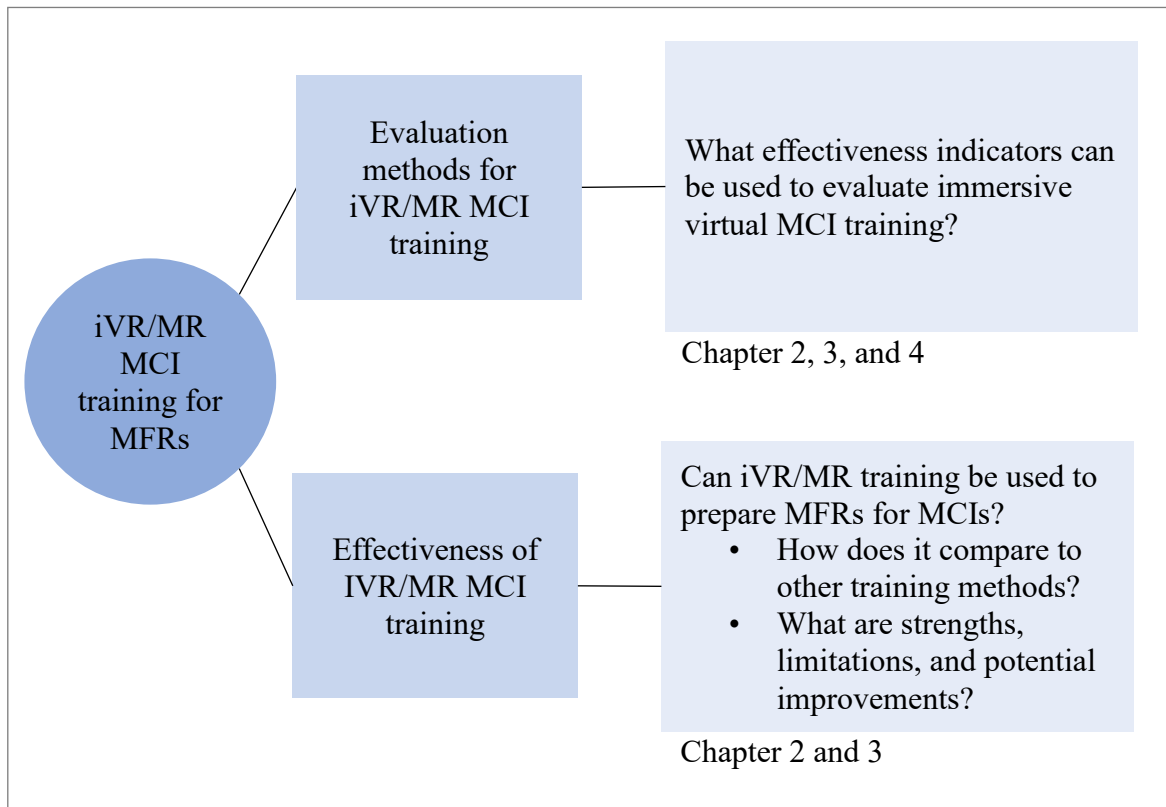 iVR/MR
MCI
training for
MFRs
Evaluation
methods for
iVR/MR MCI
training
What effectiveness indicators can
be used to evaluate immersive
virtual MCI training?
Chapter 2, 3, and 4
Effectiveness of
IVR/MR MCI
training
Can iVR/MR training be used to
prepare MFRs for MCIs?
• How does it compare to
other training methods?
• What are strengths,
limitations, and potential
improvements?
Chapter 2 and 3